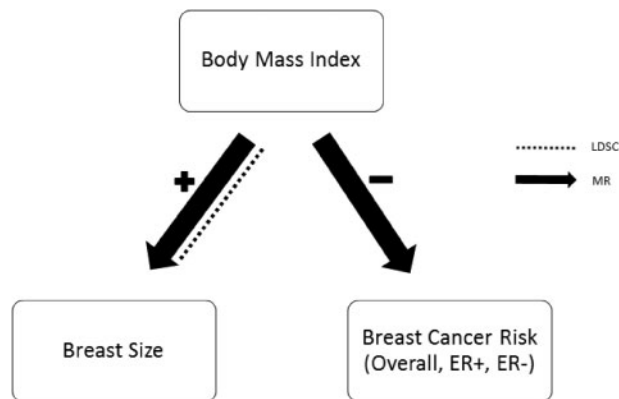 Body Mass Index
LDSC
MR
+
−
Breast Size
Breast Cancer Risk
(Overall, ER+, ER-)